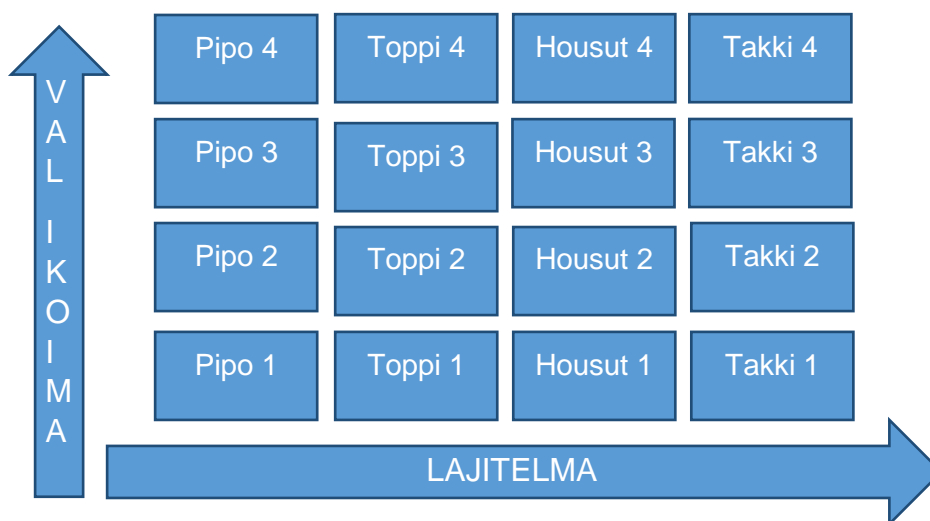 Pipo 4 Toppi 4 Housut 4 Takki 4
Pipo 3 Toppi 3 Housut 3 Takki 3
Pipo 2 Toppi 2 Housut 2 Takki 2
Pipo 1 Toppi 1 Housut 1 Takki 1
V
A
L
I
K
O
I
M
A
LAJITELMA